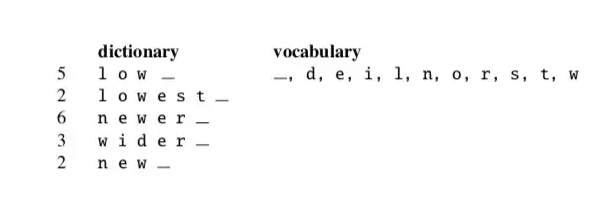 dictionary vocabulary
5 l o w _ _, d, e, i, l, n, o, r, s, t, w
2 l o w e s t _
6 n e w e r _
3 w i d e r _
2 n e w _